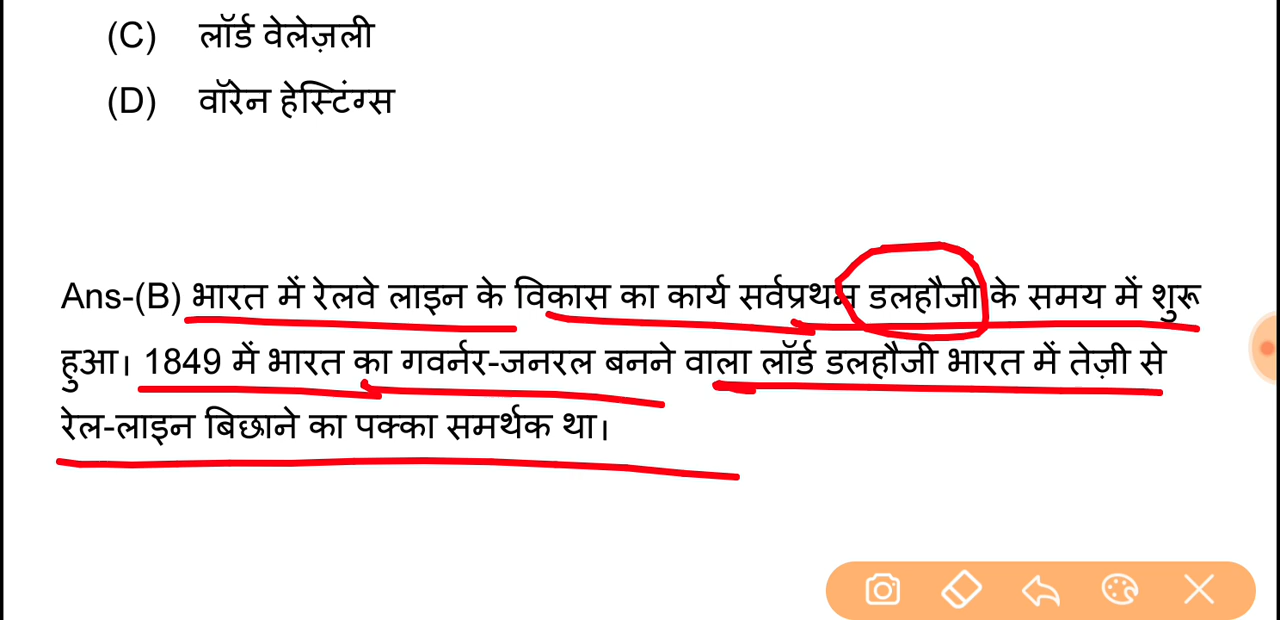 (C) लॉर्ड वेलेज़ली
(D) वॉरेन हेस्टिंग्स
Ans-(B) भारत में रेलवे लाइन के विकास का कार्य सर्वप्रथम डलहौजी के समय में शुरू
हुआ। 1849 में भारत का गवर्नर-जनरल बनने वाला लॉर्ड डलहौजी भारत में तेज़ी से
रेल-लाइन बिछाने का पक्का समर्थक था।